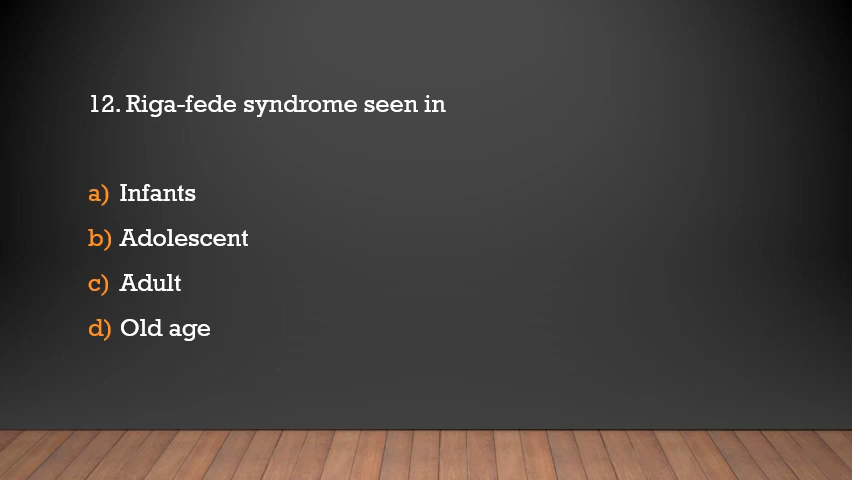 12. Riga-fede syndrome seen in
a) Infants
b) Adolescent
c) Adult
d) Old age